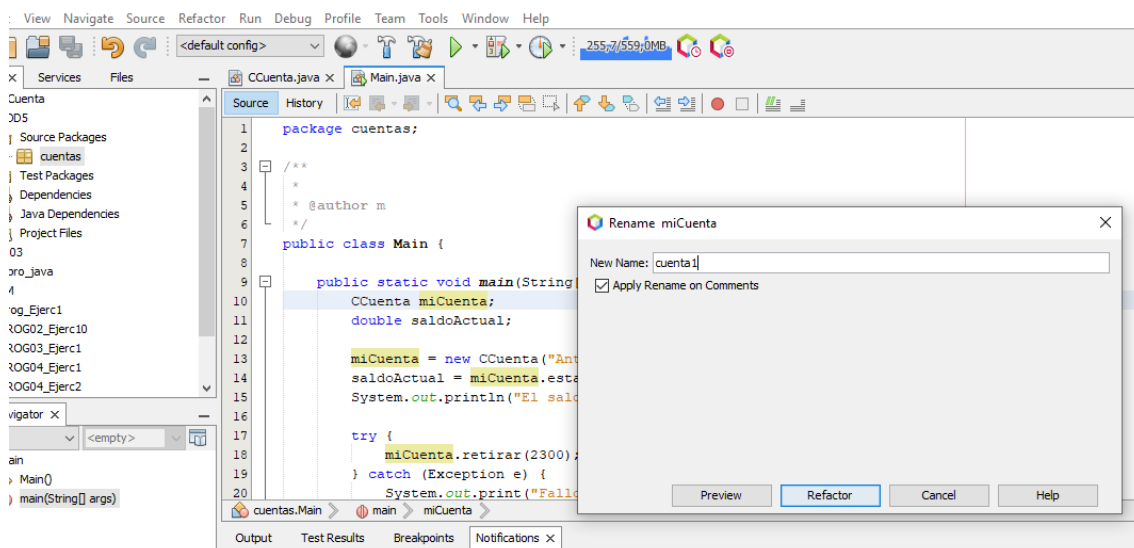 View Navigate Source Refactor Run Debug Profile Team Tools Window Help
<default config>
255,7/559,0MB
Services Files
CCuenta.java Main.java
Source History
Cuenta
Source Packages
cuentas
Test Packages
Dependencies
Java Dependencies
Project Files
03
pro_java
rog_Ejerc1
ROG02_Ejerc10
ROG03_Ejerc1
ROG04_Ejerc1
ROG04_Ejerc2
vigator
<empty>
ain
Main()
main(String[] args)
1 package cuentas;
2
3 /**
4 *
5 * @author m
6 */
7 public class Main {
8
9 public static void main(String[
10 CCuenta miCuenta;
11 double saldoActual;
12
13 miCuenta = new CCuenta("Ant
14 saldoActual = miCuenta.esta
15 System.out.println("El sald
16
17 try {
18 miCuenta.retirar(2300);
19 } catch (Exception e) {
20 System.out.print("Fallo
cuentas.Main main miCuenta
Output Test Results Breakpoints Notifications
Rename miCuenta
New Name: cuenta1
Apply Rename on Comments
Preview Refactor Cancel Help